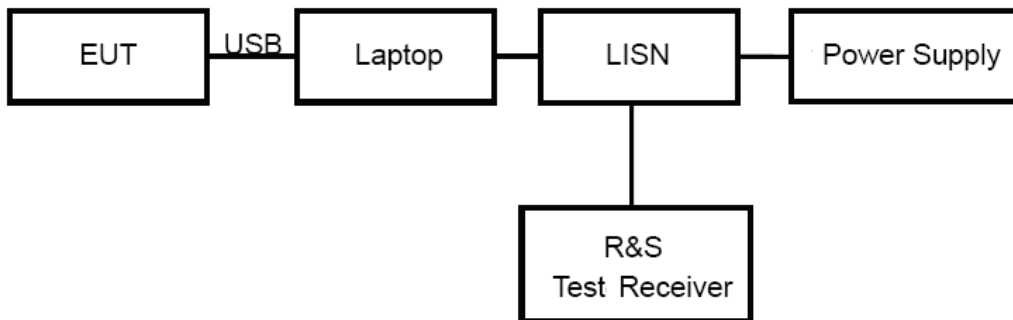 EUT
USB
Laptop
LISN
Power Supply
R&S
Test Receiver